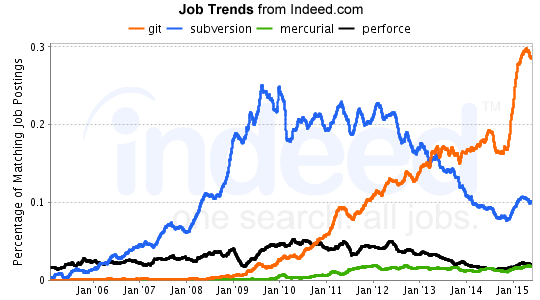 Job Trends from Indeed.com
git subversion mercurial perforce
Percentage of Matching Job Postings
0.3
0.2
0.1
0
indeed™
one search. all jobs
Jan'06 Jan'07 Jan'08 Jan'09 Jan'10 Jan'11 Jan'12 Jan'13 Jan'14 Jan'15